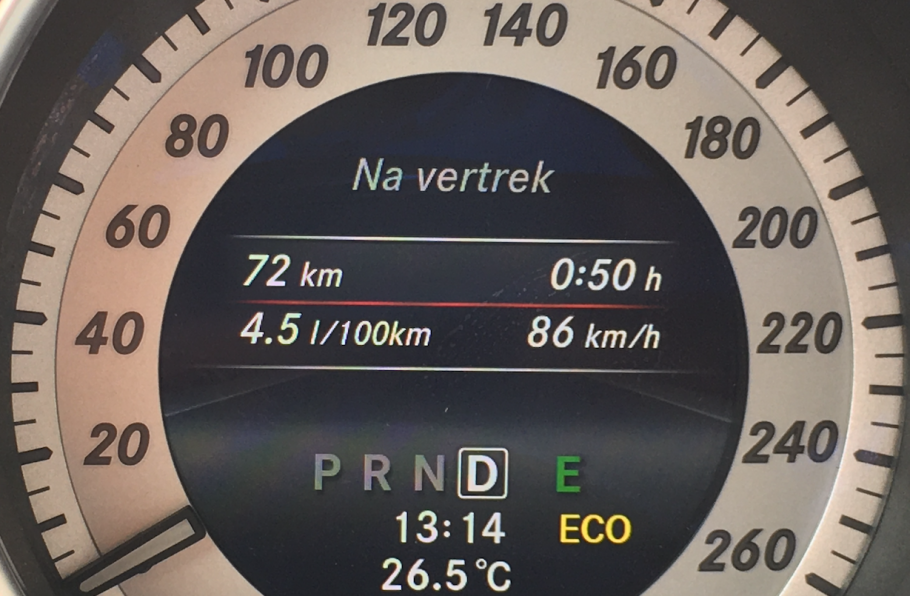 120 140
100 160
80 180
Na vertrek
60 200
72 km 0:50 h
40 4.5 l/100km 86 km/h 220
20 240
P R N D E
13:14 ECO
260
26.5 °C